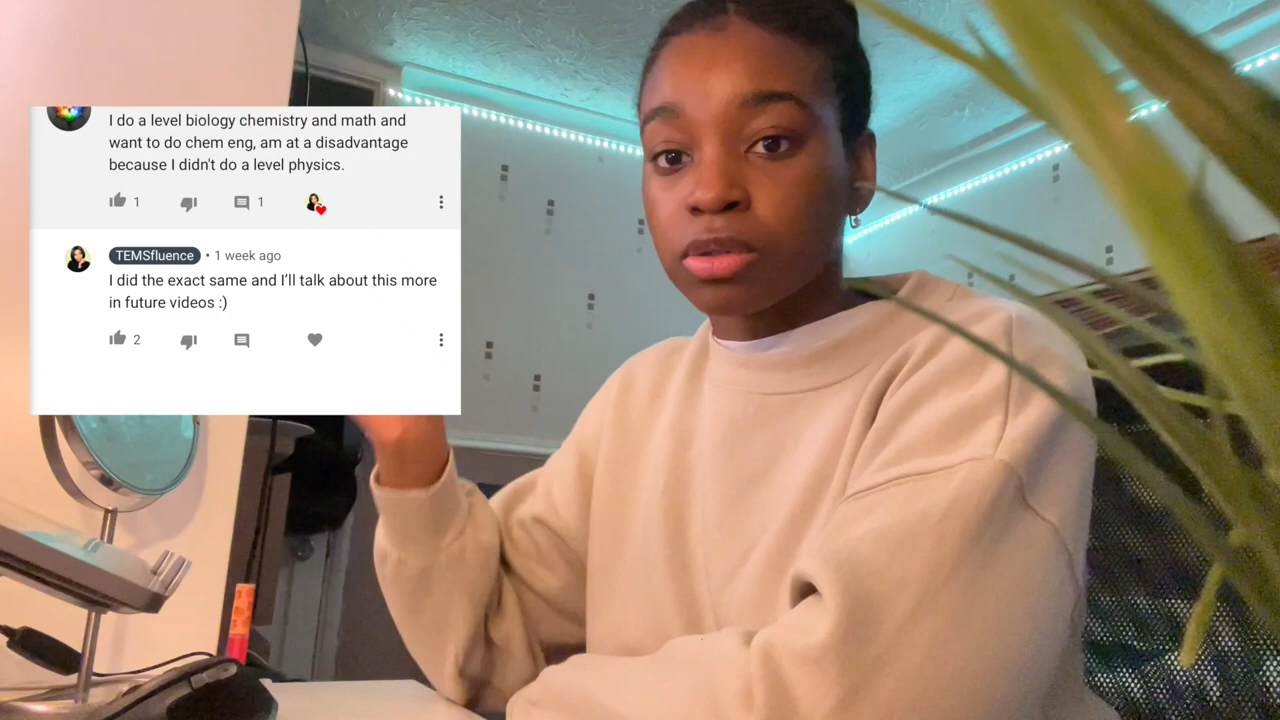 I do a level biology chemistry and math and
want to do chem eng, am at a disadvantage
because I didn't do a level physics.
1 1
TEMSfluence • 1 week ago
I did the exact same and I’ll talk about this more
in future videos :)
2